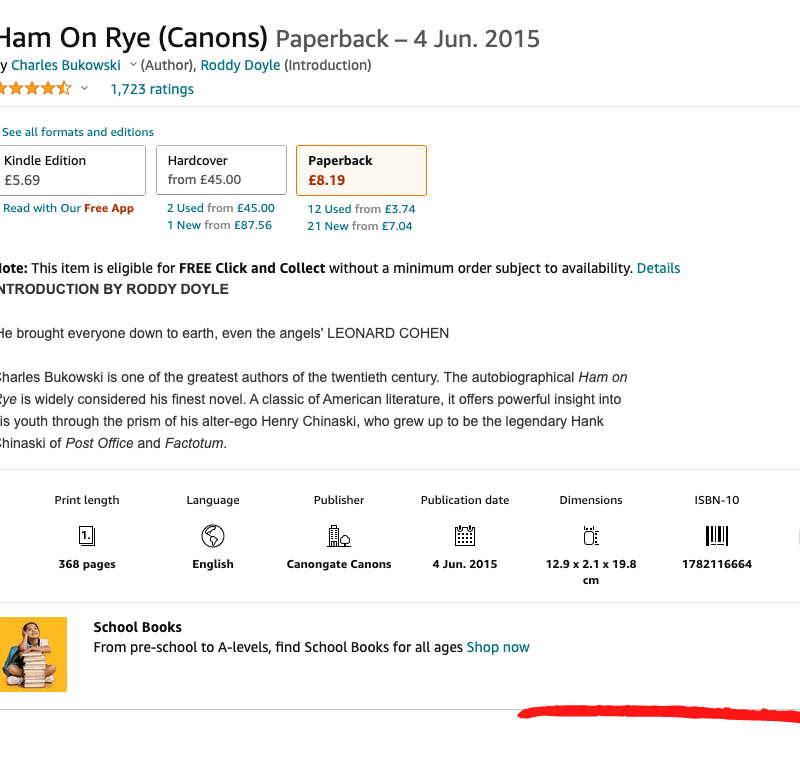 Ham On Rye (Canons) Paperback – 4 Jun. 2015
y Charles Bukowski (Author), Roddy Doyle (Introduction)
1,723 ratings
See all formats and editions
Kindle Edition
£5.69
Read with Our Free App
Hardcover
from £45.00
2 Used from £45.00
1 New from £87.56
Paperback
£8.19
12 Used from £3.74
21 New from £7.04
lote: This item is eligible for FREE Click and Collect without a minimum order subject to availability. Details
NTRODUCTION BY RODDY DOYLE
He brought everyone down to earth, even the angels' LEONARD COHEN
Charles Bukowski is one of the greatest authors of the twentieth century. The autobiographical Ham on
Rye is widely considered his finest novel. A classic of American literature, it offers powerful insight into
is youth through the prism of his alter-ego Henry Chinaski, who grew up to be the legendary Hank
Chinaski of Post Office and Factotum.
Print length
1.
368 pages
Language
English
Publisher
Canongate Canons
Publication date
4 Jun. 2015
Dimensions
12.9 x 2.1 x 19.8
cm
ISBN-10
1782116664
School Books
From pre-school to A-levels, find School Books for all ages Shop now